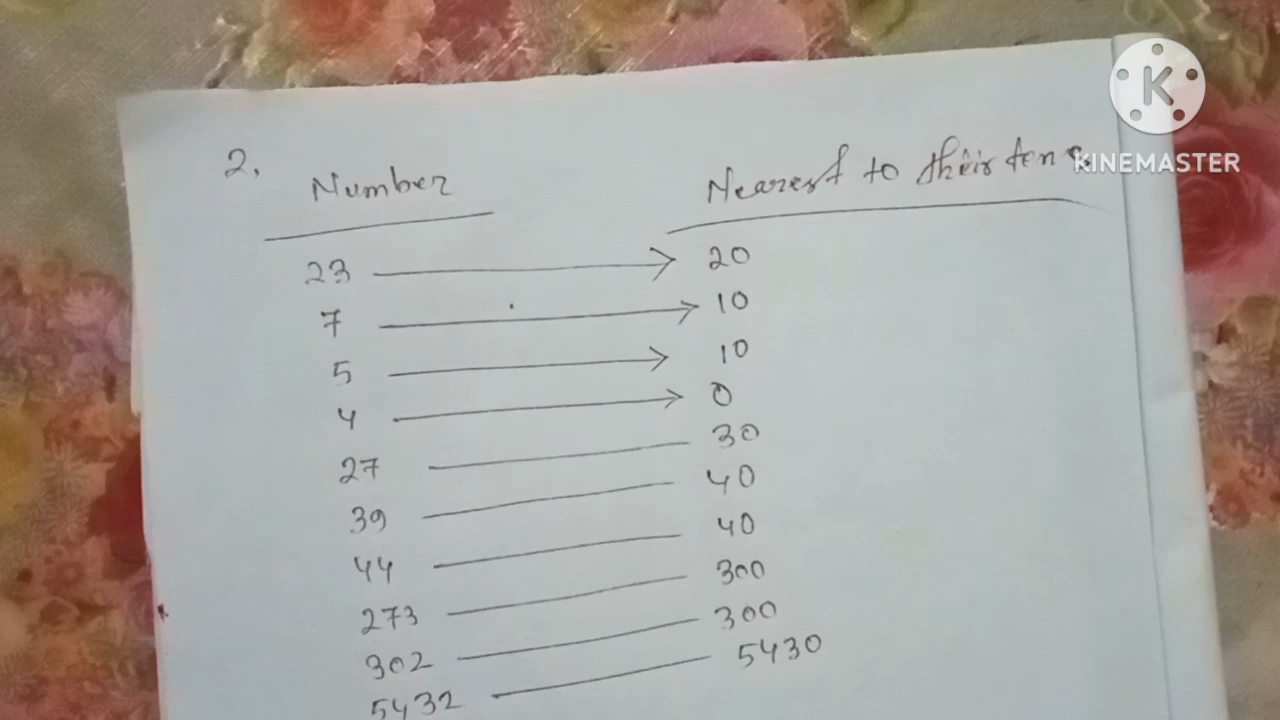 2.
Number Nearest to their tens
23 → 20
7 → 10
5 → 10
4 → 0
27 — 30
39 — 40
44 — 40
273 — 300
302 — 300
5432 — 5430
K
KINEMASTER